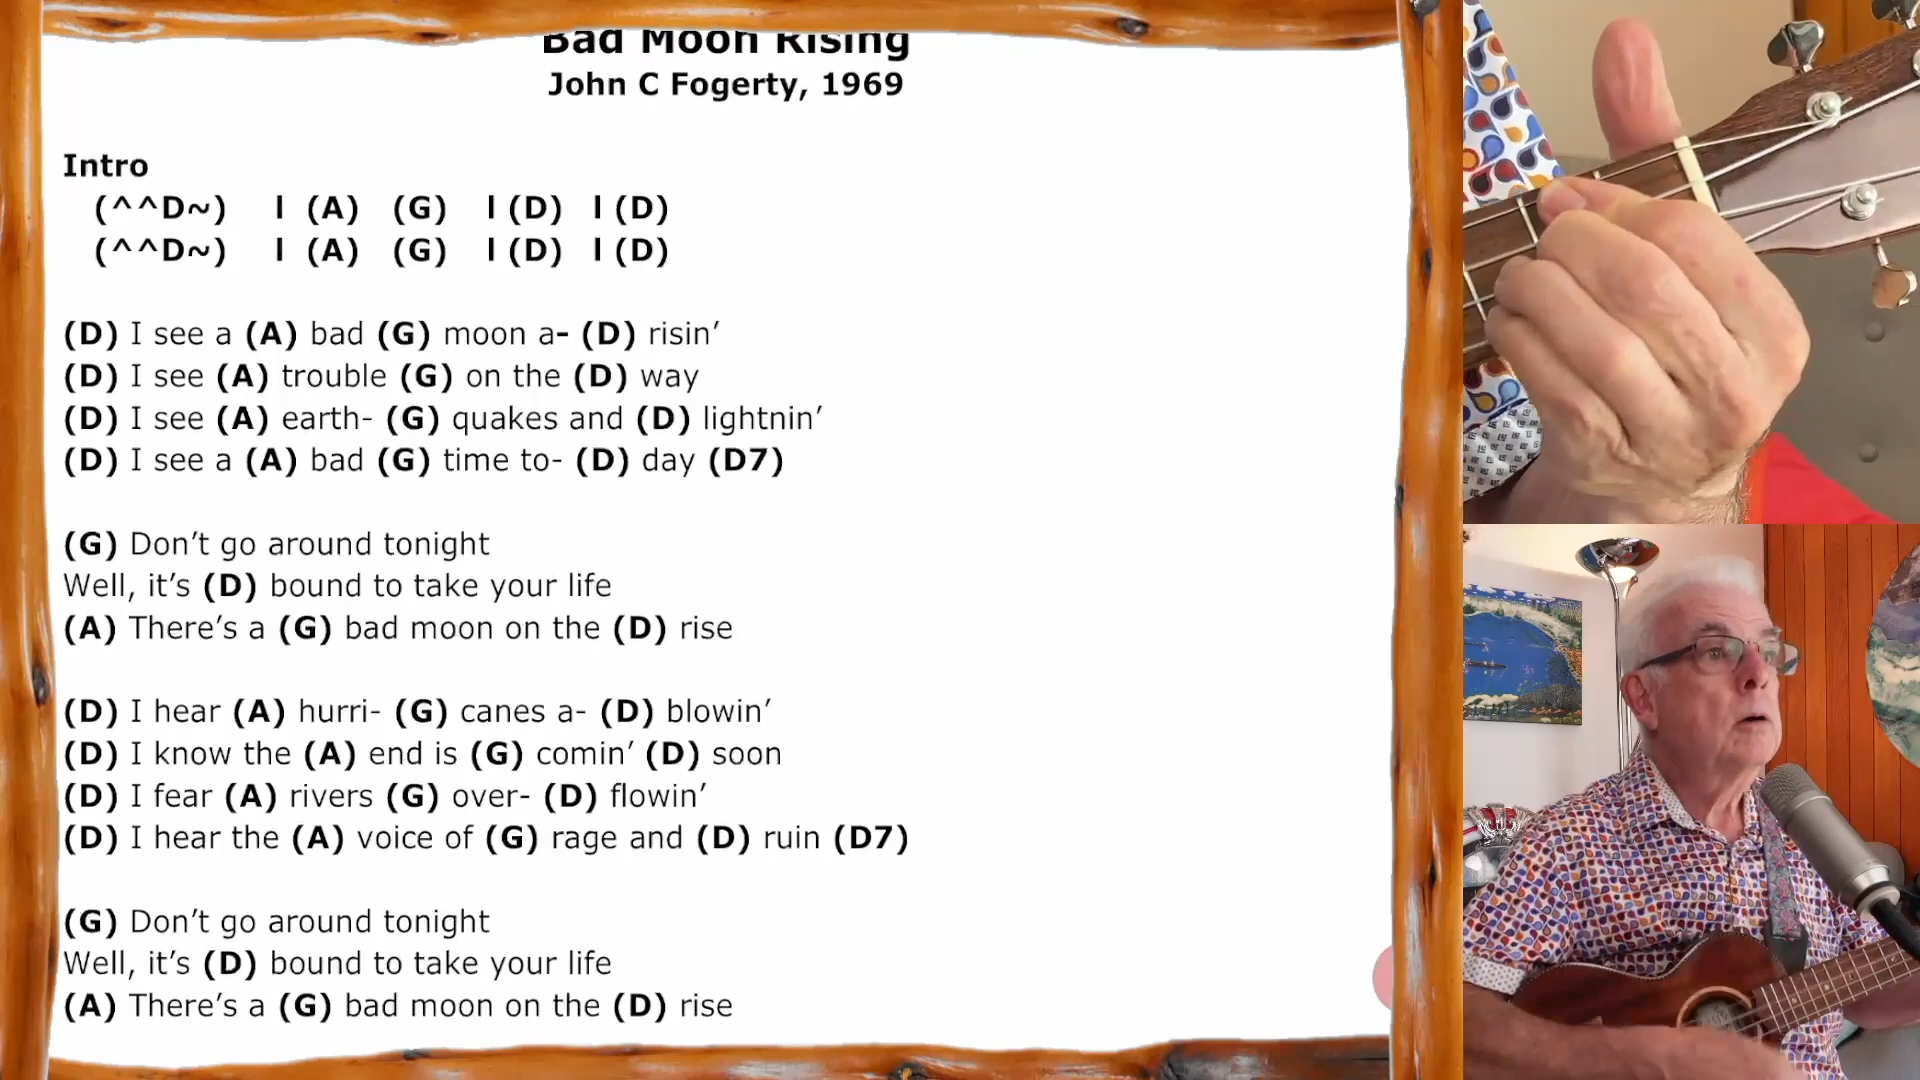 Bad Moon Rising
John C Fogerty, 1969
Intro
(^^D~) | (A) (G) | (D) | (D)
(^^D~) | (A) (G) | (D) | (D)
(D) I see a (A) bad (G) moon a- (D) risin’
(D) I see (A) trouble (G) on the (D) way
(D) I see (A) earth- (G) quakes and (D) lightnin’
(D) I see a (A) bad (G) time to- (D) day (D7)
(G) Don’t go around tonight
Well, it’s (D) bound to take your life
(A) There’s a (G) bad moon on the (D) rise
(D) I hear (A) hurri- (G) canes a- (D) blowin’
(D) I know the (A) end is (G) comin’ (D) soon
(D) I fear (A) rivers (G) over- (D) flowin’
(D) I hear the (A) voice of (G) rage and (D) ruin (D7)
(G) Don’t go around tonight
Well, it’s (D) bound to take your life
(A) There’s a (G) bad moon on the (D) rise